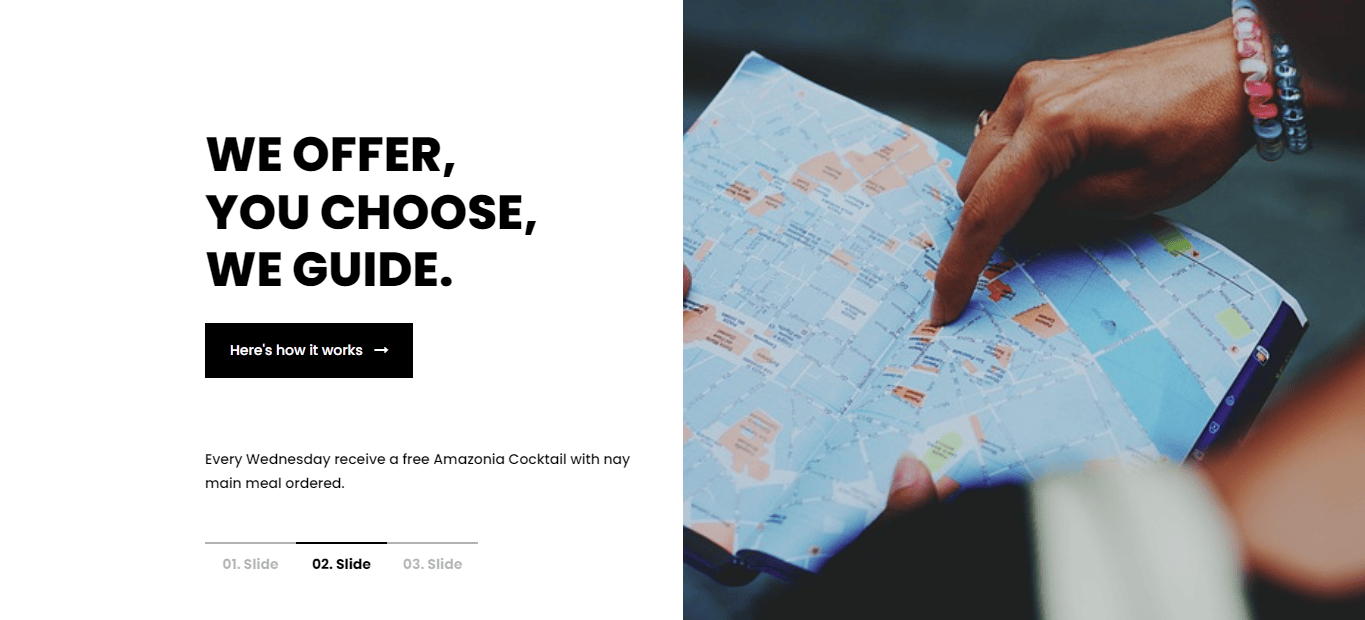 WE OFFER,
YOU CHOOSE,
WE GUIDE.
Here's how it works →
Every Wednesday receive a free Amazonia Cocktail with nay
main meal ordered.
01. Slide
02. Slide
03. Slide